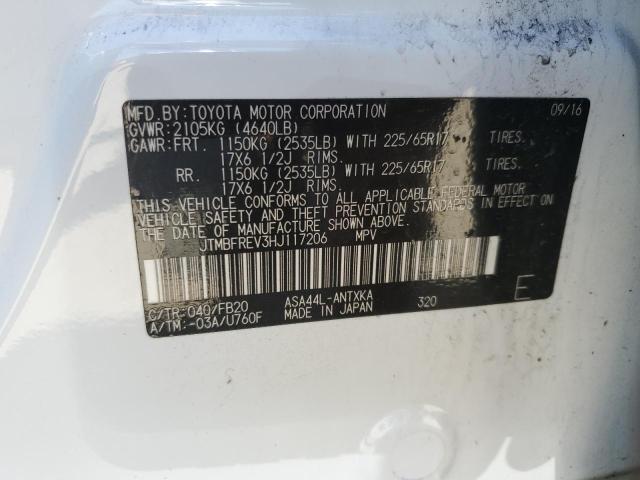 MFD.BY:TOYOTA MOTOR CORPORATION 09/16
GVWR:2105KG (4640LB)
GAWR:FRT. 1150KG (2535LB) WITH 225/65R17 TIRES.
17X6 1/2J RIMS.
RR. 1150KG (2535LB) WITH 225/65R17 TIRES.
17X6 1/2J RIMS.
THIS VEHICLE CONFORMS TO ALL APPLICABLE FEDERAL MOTOR
VEHICLE SAFETY AND THEFT PREVENTION STANDARDS IN EFFECT ON
THE DATE OF MANUFACTURE SHOWN ABOVE.
JTMBFREV3HJ117206 MPV
C/TR:040/FB20 ASA44L-ANTXKA 320 E
A/TM:-03A/U760F MADE IN JAPAN